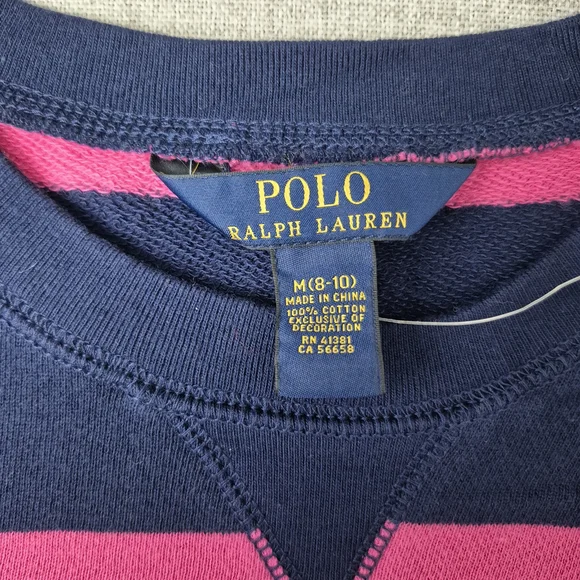 POLO
RALPH LAUREN
M(8-10)
MADE IN CHINA
100% COTTON
EXCLUSIVE OF
DECORATION
RN 41381
CA 56658